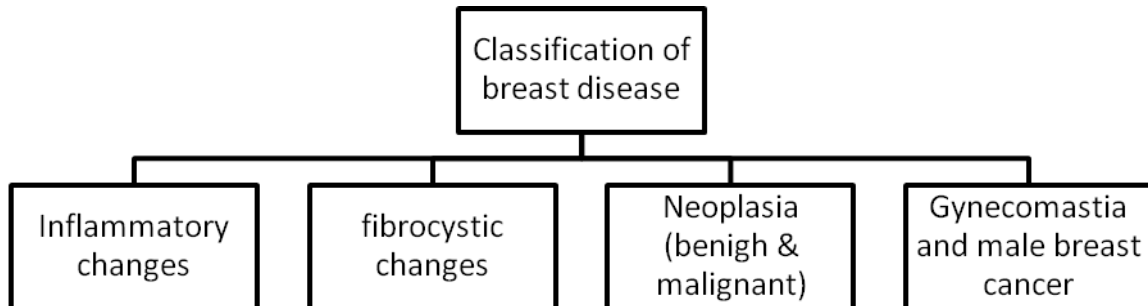 Classification of
breast disease
Inflammatory
changes
fibrocystic
changes
Neoplasia
(benigh &
malignant)
Gynecomastia
and male breast
cancer